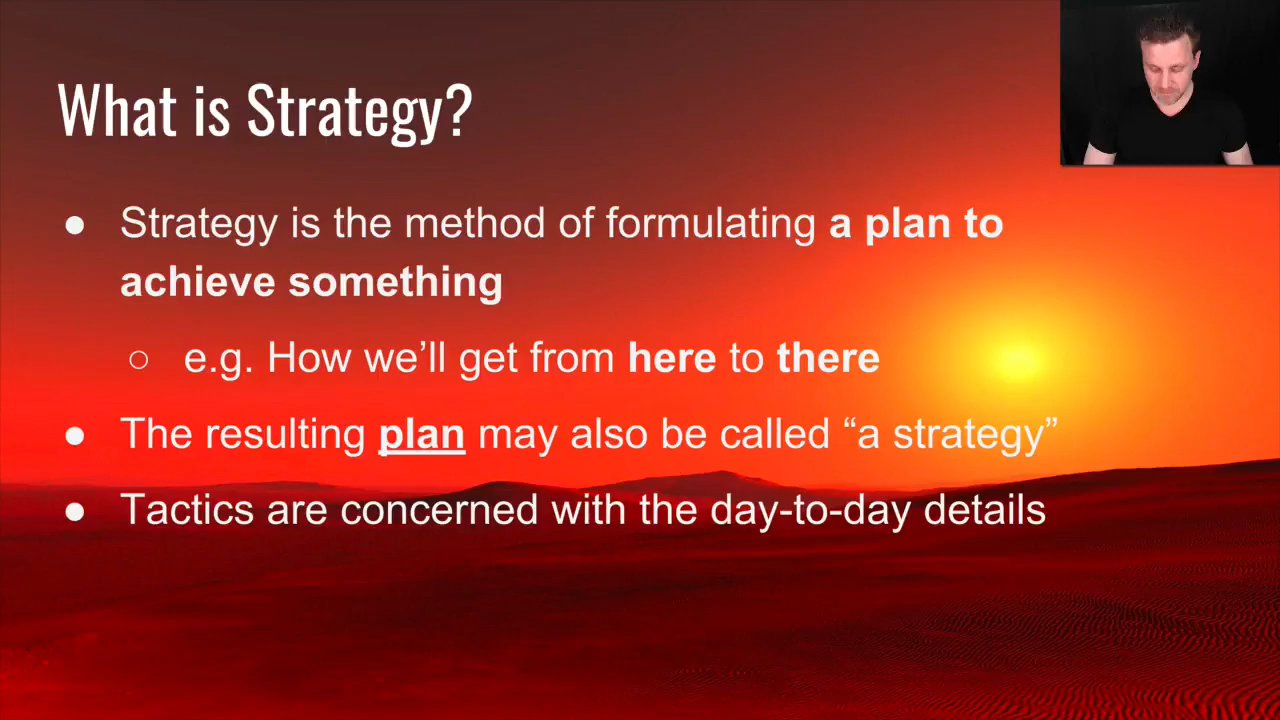 What is Strategy?
● Strategy is the method of formulating a plan to
achieve something
○ e.g. How we’ll get from here to there
● The resulting plan may also be called “a strategy”
● Tactics are concerned with the day-to-day details